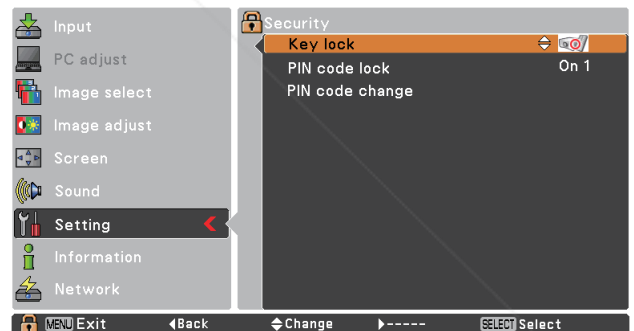 Input
PC adjust
Image select
Image adjust
Screen
Sound
Setting
Information
Network
Security
Key lock
PIN code lock On 1
PIN code change
MENU Exit ◀Back ◆Change ▶----- SELECT Select